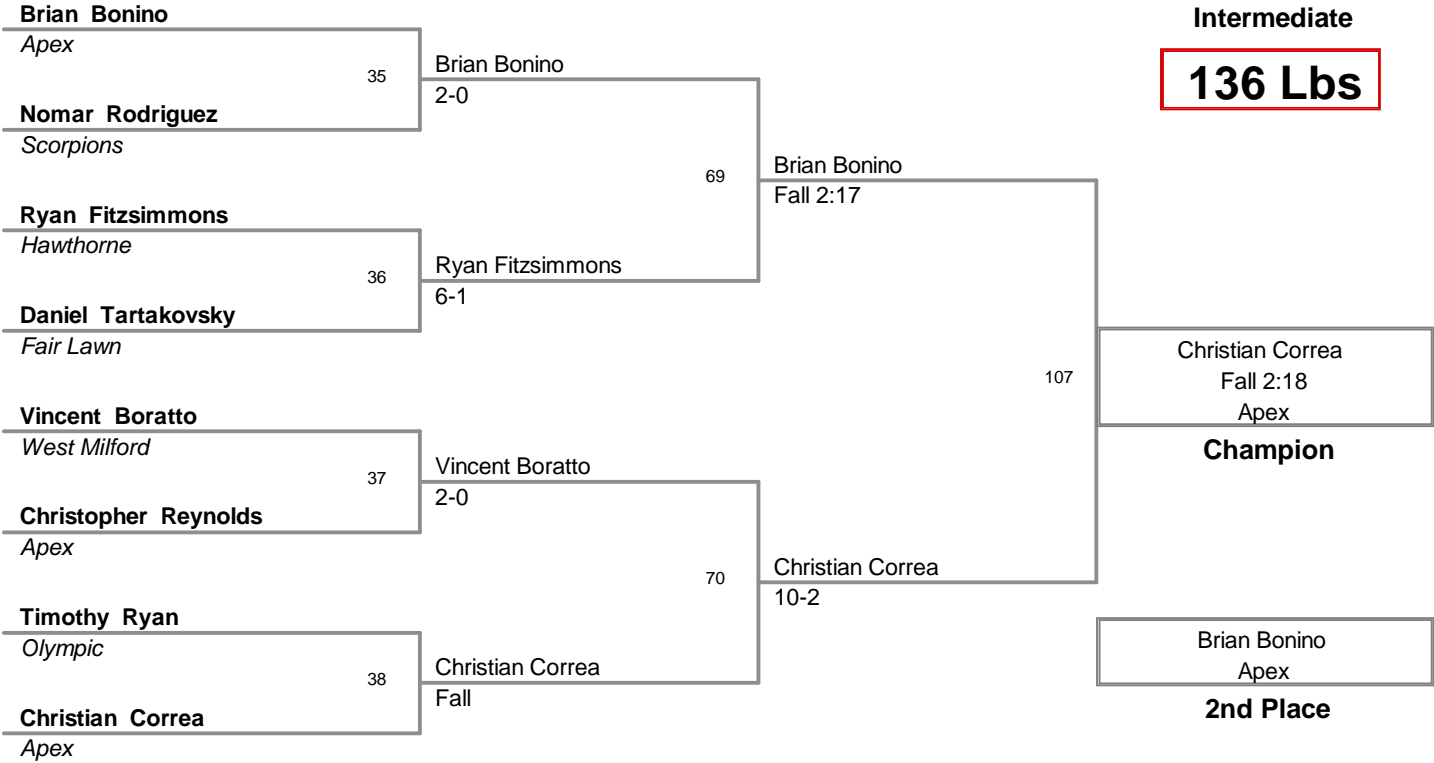 Brian Bonino
Apex
35
Nomar Rodriguez
Scorpions
Brian Bonino
2-0
Ryan Fitzsimmons
Hawthorne
36
Daniel Tartakovsky
Fair Lawn
Ryan Fitzsimmons
6-1
69
Brian Bonino
Fall 2:17
Vincent Boratto
West Milford
37
Christopher Reynolds
Apex
Vincent Boratto
2-0
Timothy Ryan
Olympic
38
Christian Correa
Apex
Christian Correa
Fall
70
Christian Correa
10-2
107
Intermediate
136 Lbs
Christian Correa
Fall 2:18
Apex
Champion
Brian Bonino
Apex
2nd Place